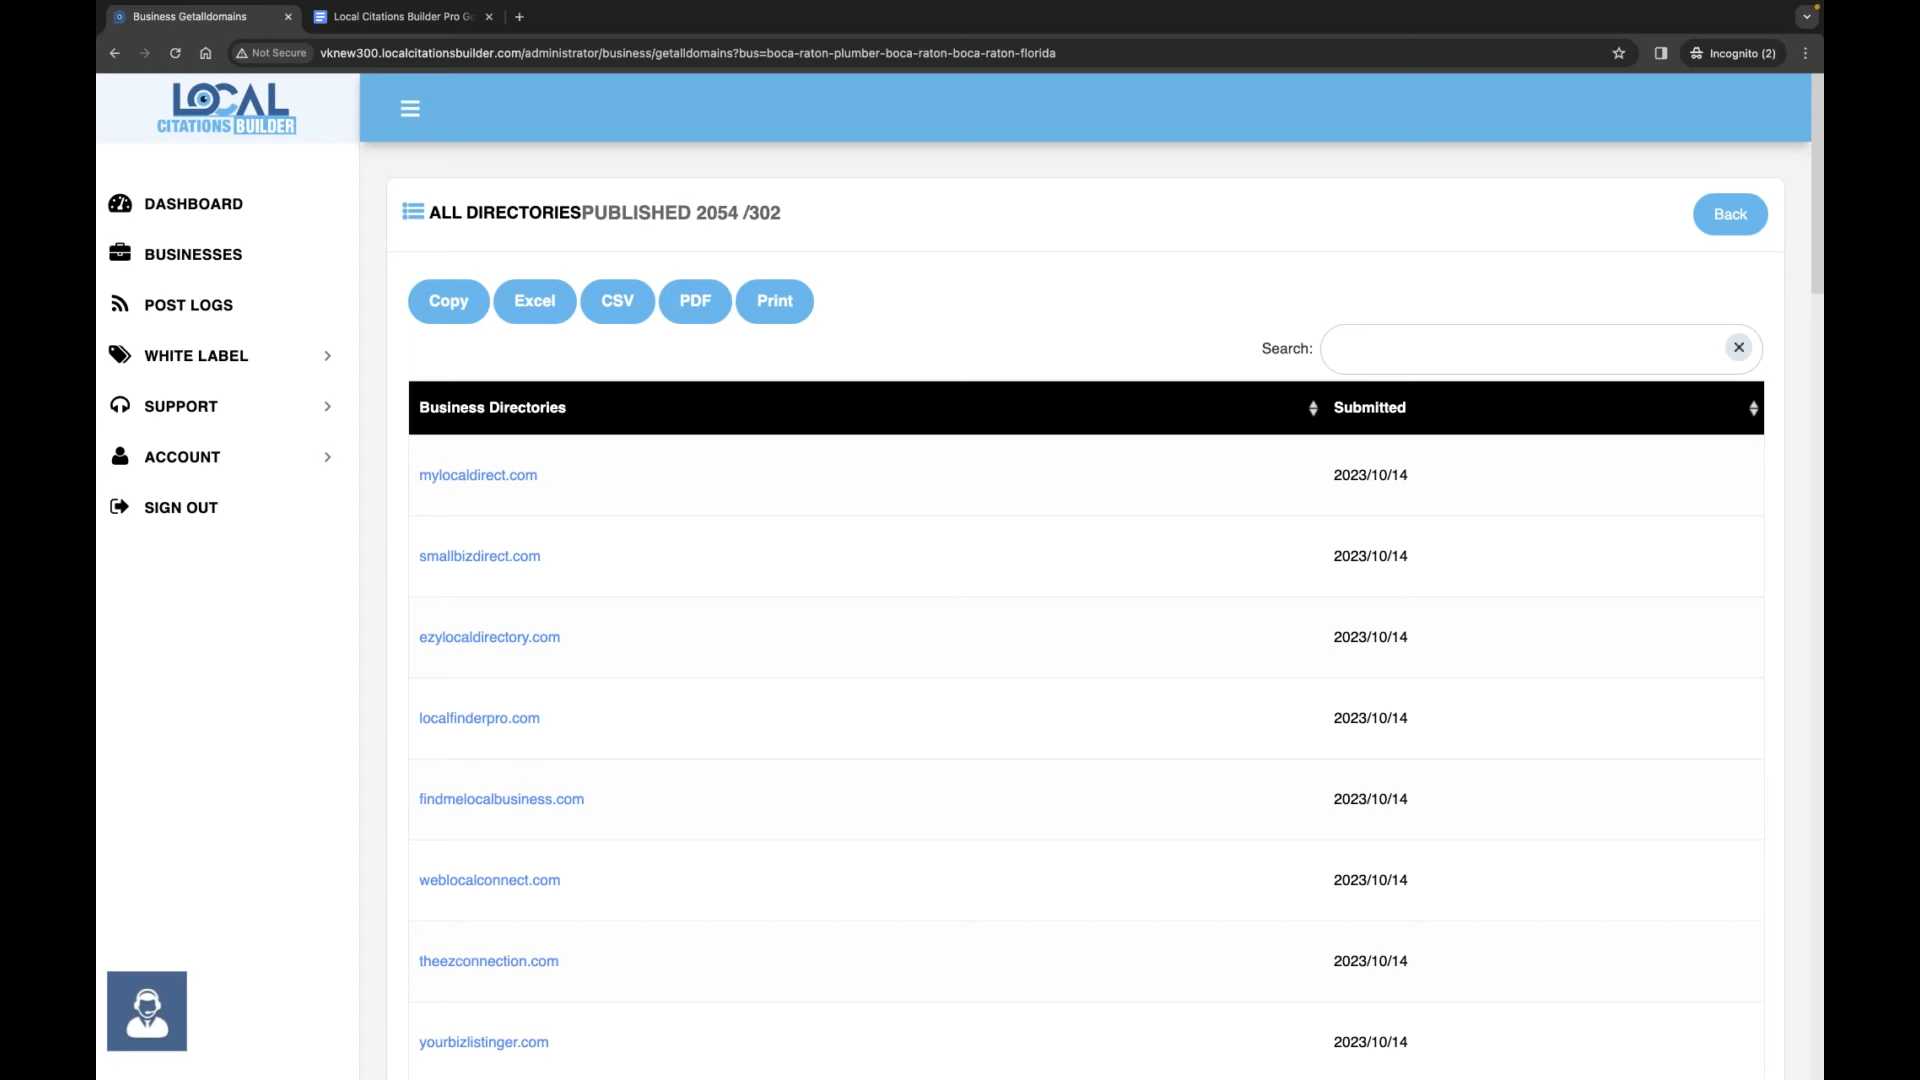 Business Getalldomains
Local Citations Builder Pro Ge
Not Secure
vknew300.localcitationsbuilder.com/administrator/business/getalldomains?bus=boca-raton-plumber-boca-raton-boca-raton-florida
Incognito (2)
LOCAL
CITATIONS BUILDER
DASHBOARD
BUSINESSES
POST LOGS
WHITE LABEL
SUPPORT
ACCOUNT
SIGN OUT
ALL DIRECTORIESPUBLISHED 2054 /302
Back
Copy Excel CSV PDF Print
Search:
Business Directories Submitted
mylocaldirect.com 2023/10/14
smallbizdirect.com 2023/10/14
ezylocaldirectory.com 2023/10/14
localfinderpro.com 2023/10/14
findmelocalbusiness.com 2023/10/14
weblocalconnect.com 2023/10/14
theezconnection.com 2023/10/14
yourbizlistinger.com 2023/10/14